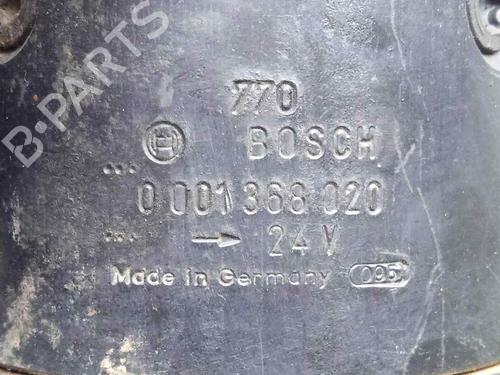 B-PARTS
770
BOSCH
0 001 368 020
→ 24 V
Made in Germany 095